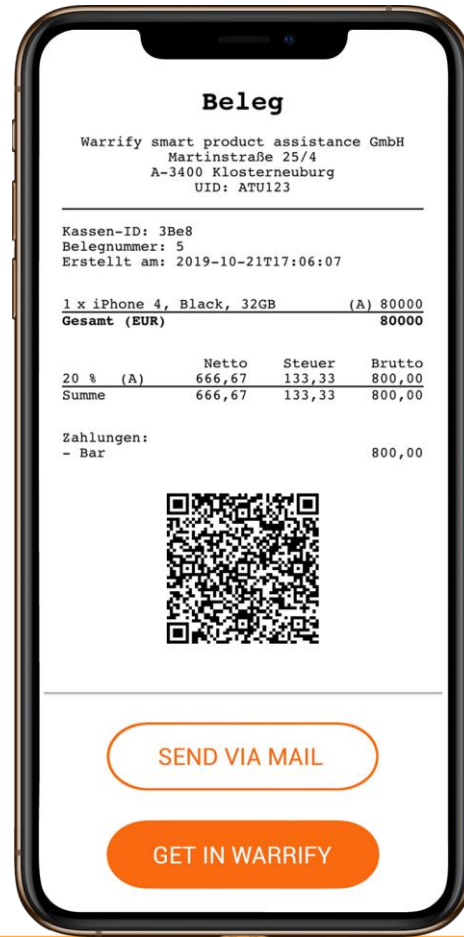 Beleg
Warrify smart product assistance GmbH
Martinstraße 25/4
A-3400 Klosterneuburg
UID: ATU123
Kassen-ID: 3Be8
Belegnummer: 5
Erstellt am: 2019-10-21T17:06:07
1 x iPhone 4, Black, 32GB (A) 80000
Gesamt (EUR) 80000
Netto Steuer Brutto
20 % (A) 666,67 133,33 800,00
Summe 666,67 133,33 800,00
Zahlungen:
- Bar 800,00
SEND VIA MAIL
GET IN WARRIFY